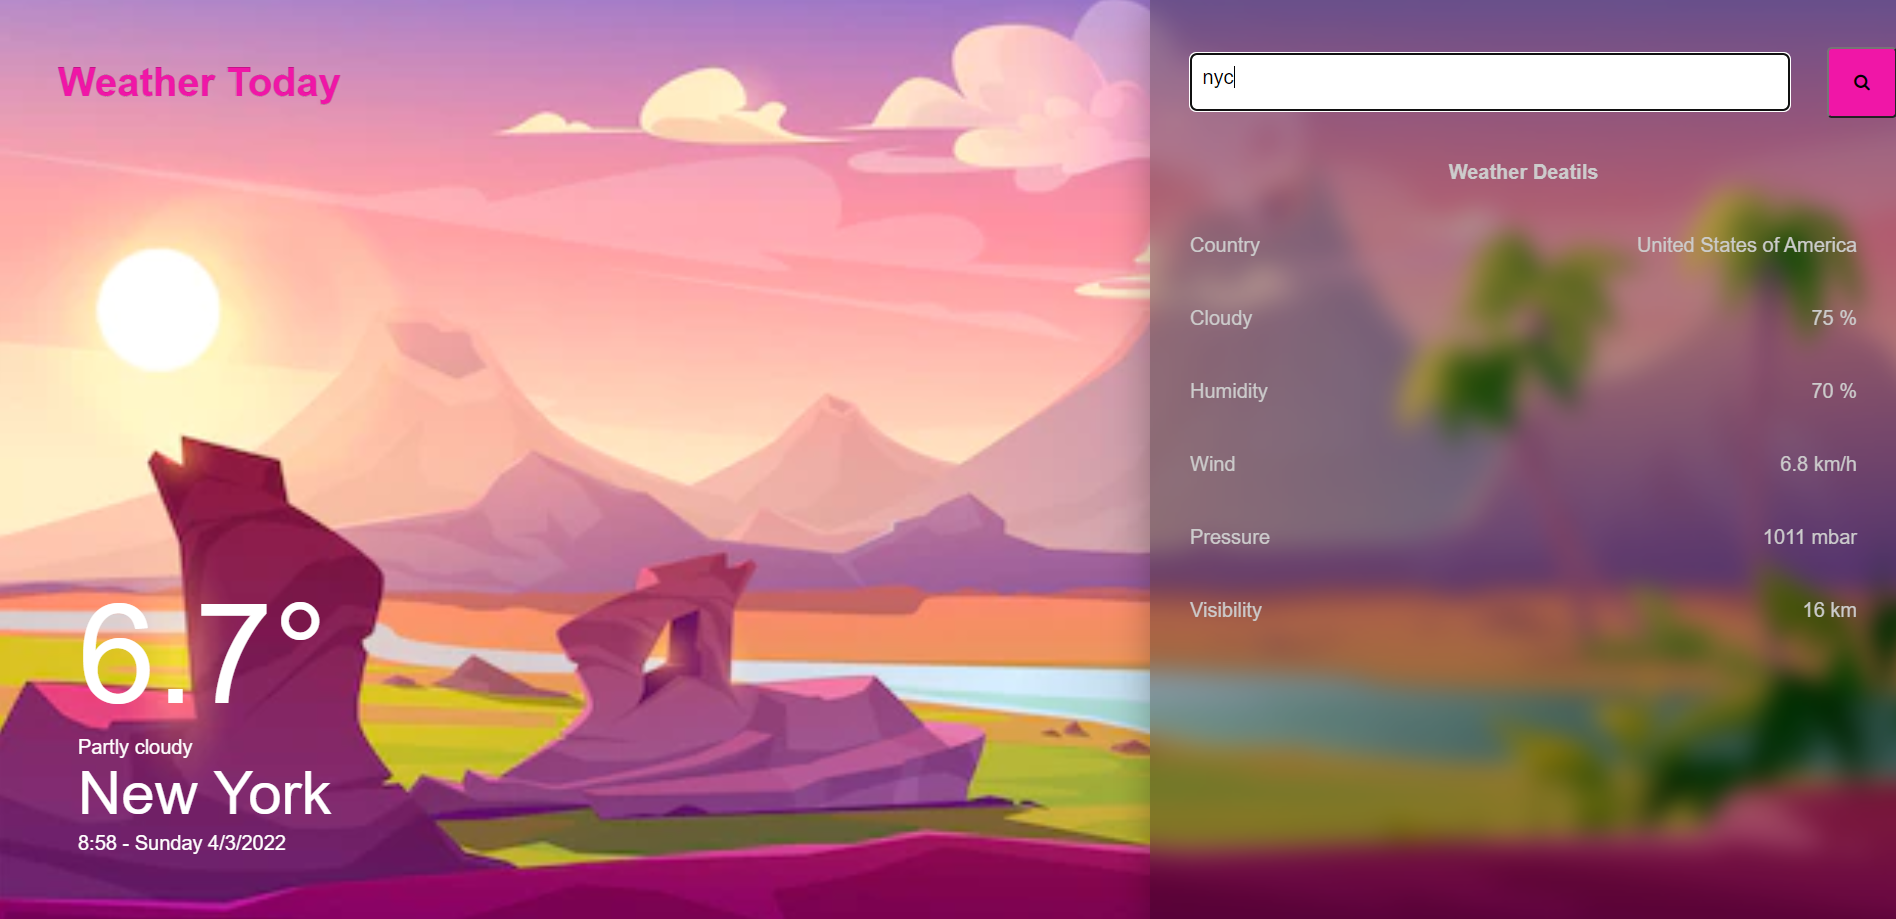 Weather Today
6.7°
Partly cloudy
New York
8:58 - Sunday 4/3/2022
nyc
Weather Deatils
Country United States of America
Cloudy 75 %
Humidity 70 %
Wind 6.8 km/h
Pressure 1011 mbar
Visibility 16 km